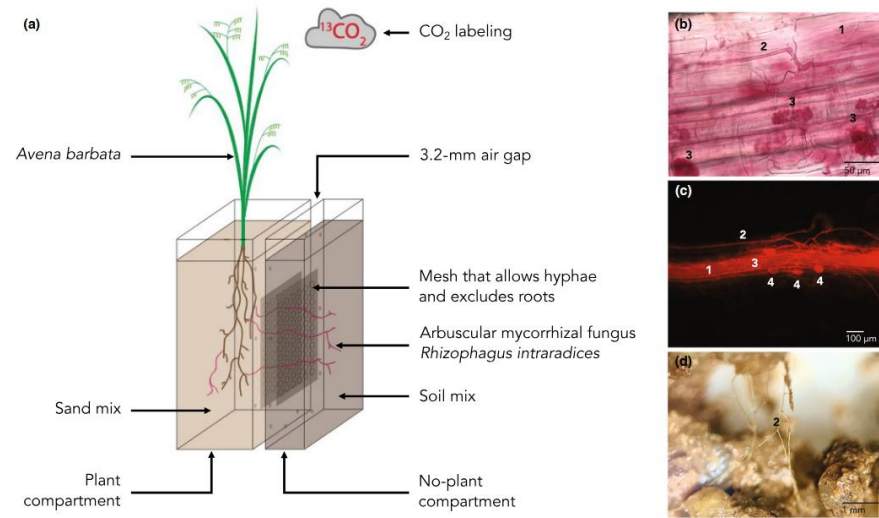 (a)
13CO2
CO2 labeling
Avena barbata
3.2-mm air gap
Mesh that allows hyphae
and excludes roots
Arbuscular mycorrhizal fungus
Rhizophagus intraradices
Sand mix
Soil mix
Plant
compartment
No-plant
compartment
(b)
1
2
3
3
3
50 µm
(c)
2
1
3
4
4
4
100 µm
(d)
2
1 mm